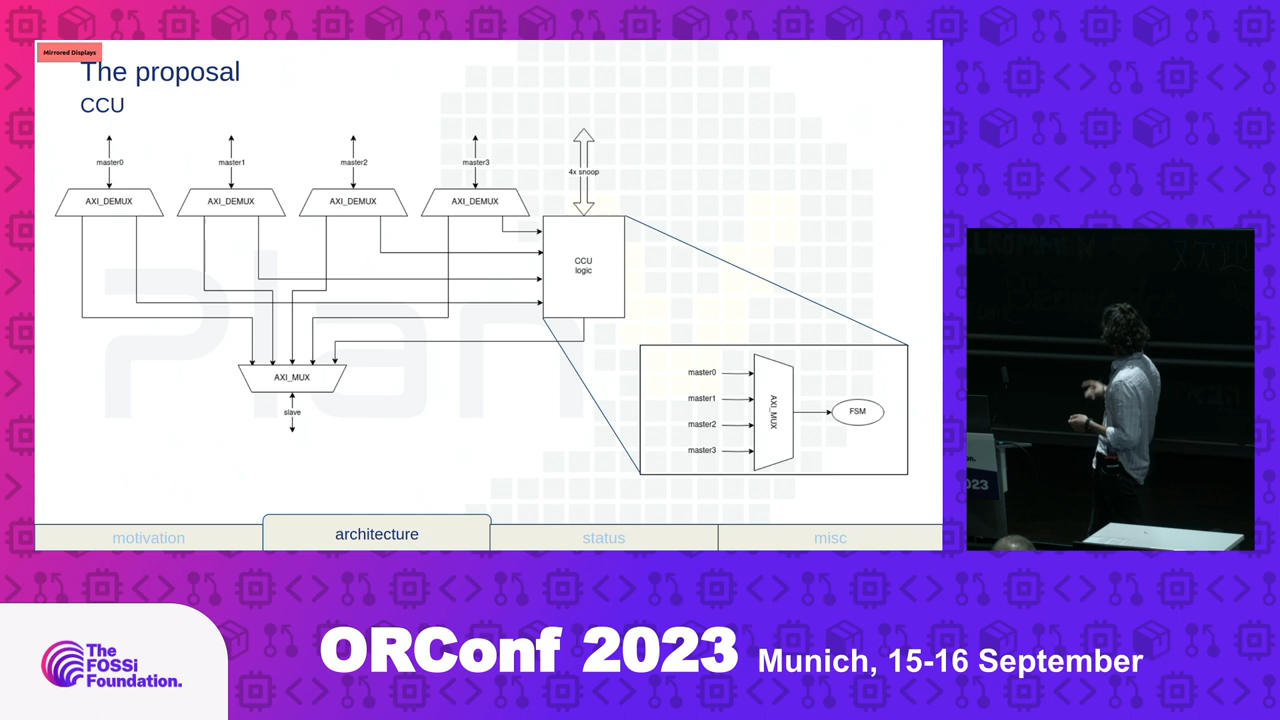 Mirrored Displays
The proposal
CCU
master0
master1
master2
master3
4x snoop
AXI_DEMUX
AXI_DEMUX
AXI_DEMUX
AXI_DEMUX
CCU
logic
AXI_MUX
slave
master0
master1
master2
master3
AXI_MUX
FSM
Plan
motivation
architecture
status
misc
023
The
FOSSi
Foundation.
ORConf 2023
Munich, 15-16 September